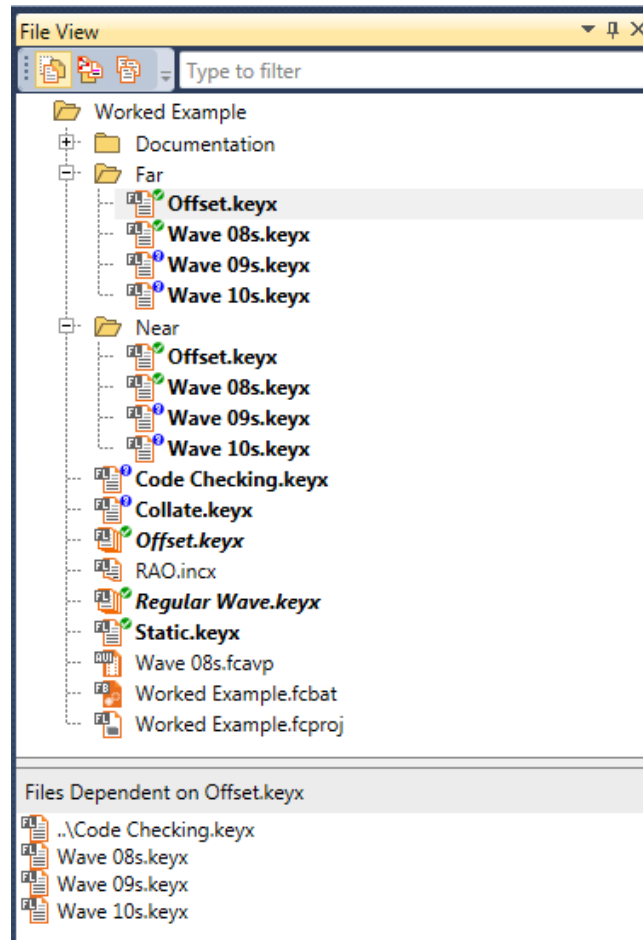 File View
Type to filter
Worked Example
Documentation
Far
Offset.keyx
Wave 08s.keyx
Wave 09s.keyx
Wave 10s.keyx
Near
Offset.keyx
Wave 08s.keyx
Wave 09s.keyx
Wave 10s.keyx
Code Checking.keyx
Collate.keyx
Offset.keyx
RAO.incx
Regular Wave.keyx
Static.keyx
Wave 08s.fcavp
Worked Example.fcbat
Worked Example.fcproj
Files Dependent on Offset.keyx
..\Code Checking.keyx
Wave 08s.keyx
Wave 09s.keyx
Wave 10s.keyx